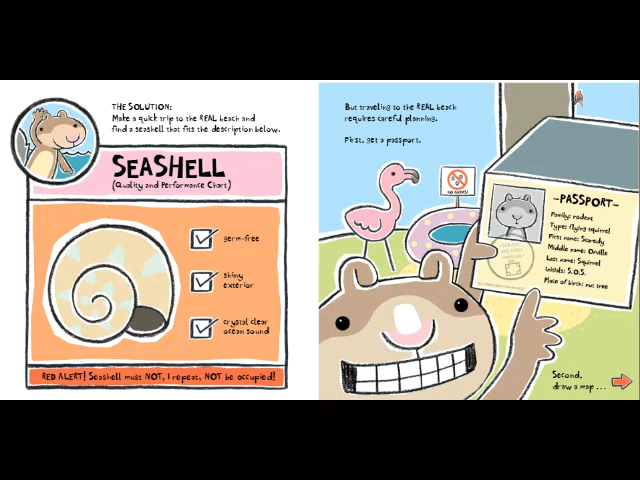 THE SOLUTION:
Make a quick trip to the REAL beach and
find a seashell that fits the description below.
SEASHELL
(Quality and Performance Chart)
germ-free
shiny
exterior
crystal clear
ocean sound
RED ALERT! Seashell must NOT, I repeat, NOT be occupied!
But traveling to the REAL beach
requires careful planning.
First, get a passport.
NO GERMS!
-PASSPORT-
Family: rodent
Type: flying squirrel
First name: Scaredy
Middle name: Orville
Last name: Squirrel
Initials: S.O.S.
Place of birth: nut tree
Second,
draw a map...